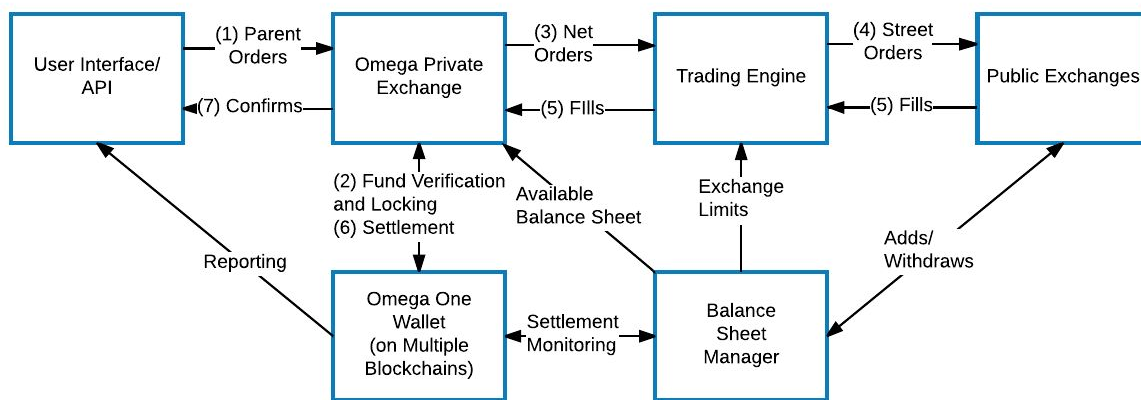 User Interface/
API
(1) Parent
Orders
(7) Confirms
Omega Private
Exchange
(3) Net
Orders
(5) FIlls
Trading Engine
(4) Street
Orders
(5) Fills
Public Exchanges
(2) Fund Verification
and Locking
(6) Settlement
Available
Balance Sheet
Exchange
Limits
Adds/
Withdraws
Reporting
Omega One
Wallet
(on Multiple
Blockchains)
Settlement
Monitoring
Balance
Sheet
Manager